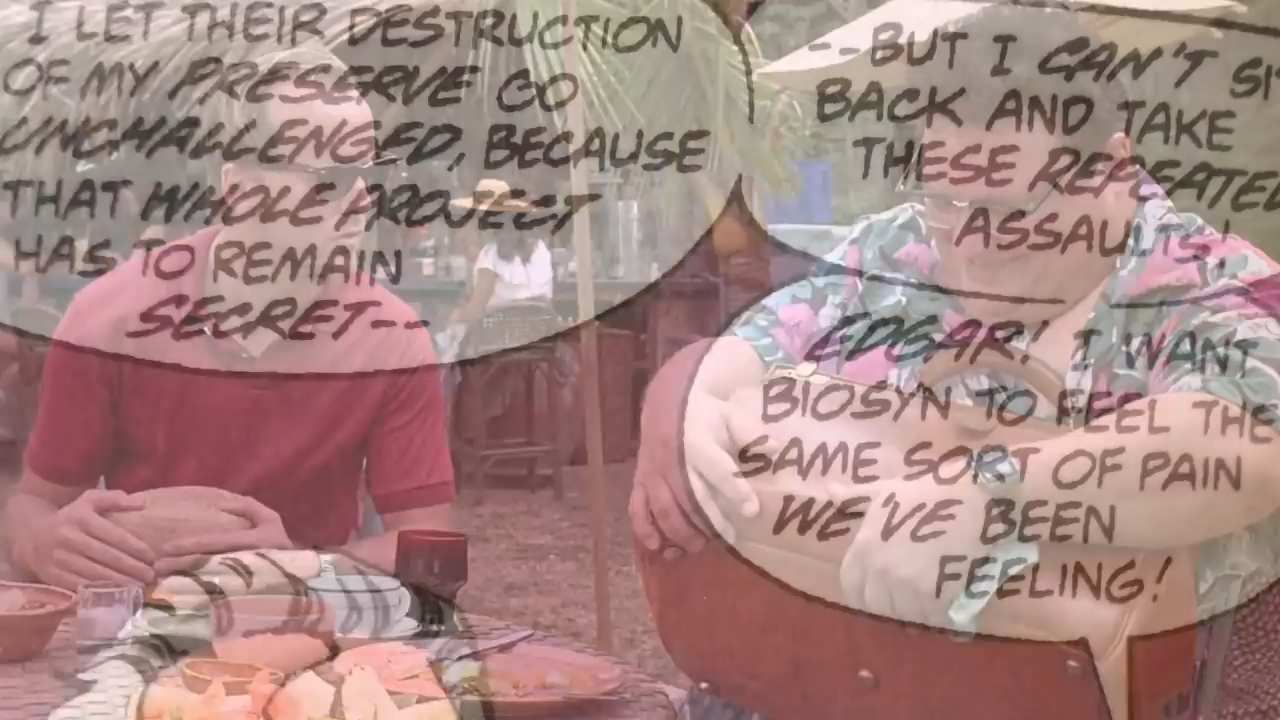 I LET THEIR DESTRUCTION
OF MY PRESERVE GO
UNCHALLENGED, BECAUSE
THAT WHOLE PROJECT
HAS TO REMAIN
SECRET--
--BUT I CAN'T SIT
BACK AND TAKE
THESE REPEATED
ASSAULTS!
EDGAR! I WANT
BIOSYN TO FEEL THE
SAME SORT OF PAIN
WE'VE BEEN
FEELING!